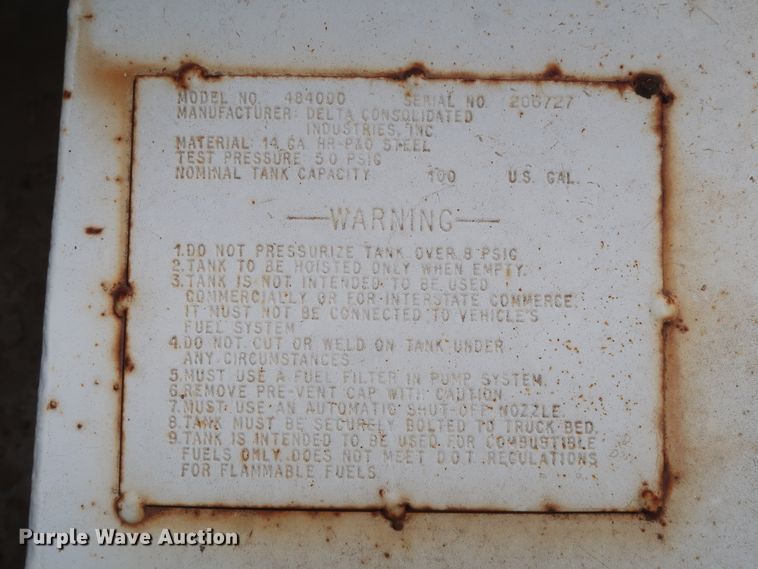 MODEL NO. 484000 SERIAL NO. 206727
MANUFACTURER: DELTA CONSOLIDATED
INDUSTRIES, INC.
MATERIAL: 14 GA. HR-P&O STEEL
TEST PRESSURE 5.0 PSIG
NOMINAL TANK CAPACITY 100 U.S. GAL.
WARNING
1. DO NOT PRESSURIZE TANK OVER 8 PSIG
2. TANK TO BE HOISTED ONLY WHEN EMPTY.
3. TANK IS NOT INTENDED TO BE USED
COMMERCIALLY OR FOR INTERSTATE COMMERCE.
IT MUST NOT BE CONNECTED TO VEHICLE'S
FUEL SYSTEM
4. DO NOT CUT OR WELD ON TANK UNDER
ANY CIRCUMSTANCES
5. MUST USE A FUEL FILTER IN PUMP SYSTEM.
6. REMOVE PRE-VENT CAP WITH CAUTION
7. MUST USE AN AUTOMATIC SHUT-OFF NOZZLE.
8. TANK MUST BE SECURELY BOLTED TO TRUCK BED.
9. TANK IS INTENDED TO BE USED FOR COMBUSTIBLE
FUELS ONLY. DOES NOT MEET D.O.T. REGULATIONS
FOR FLAMMABLE FUELS.
Purple Wave Auction